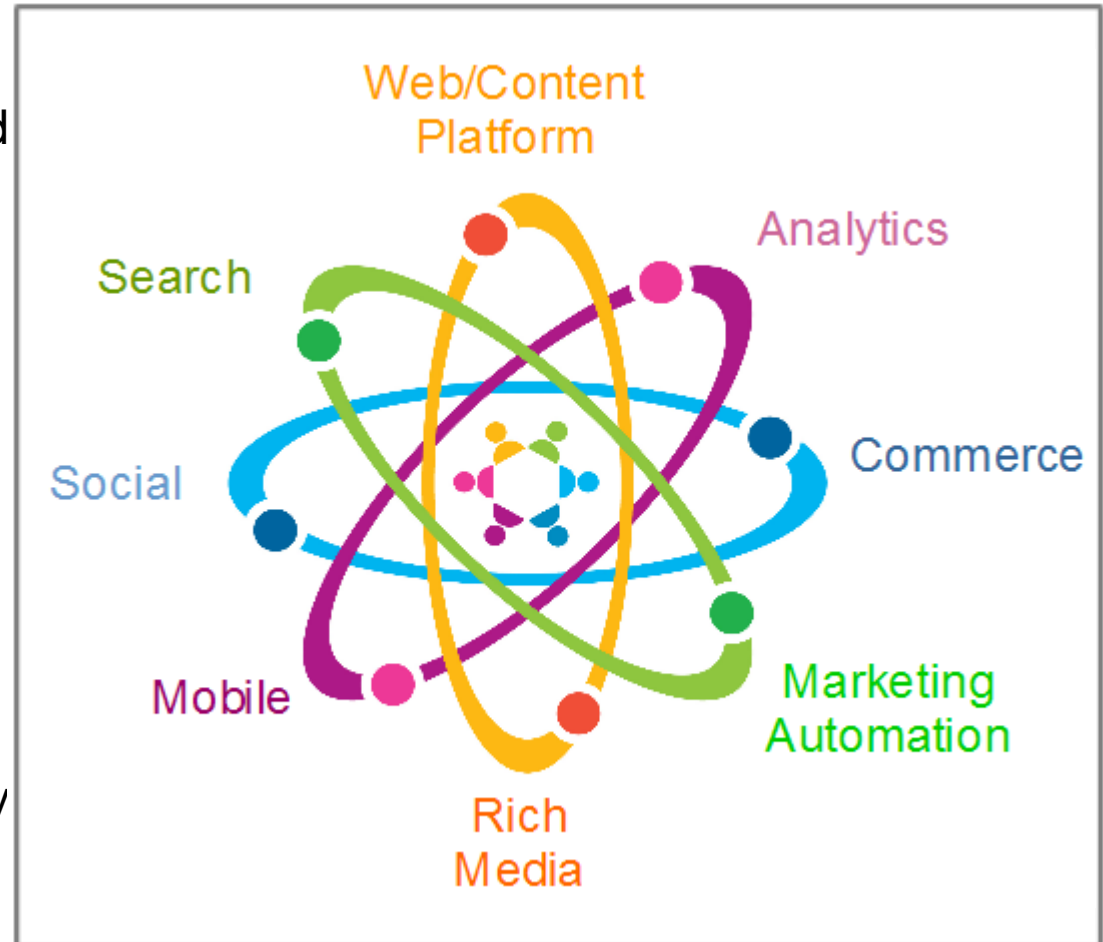 Web/Content
Platform
d
Analytics
Search
Commerce
Social
Marketing
Mobile
Automation
y
Rich
Media